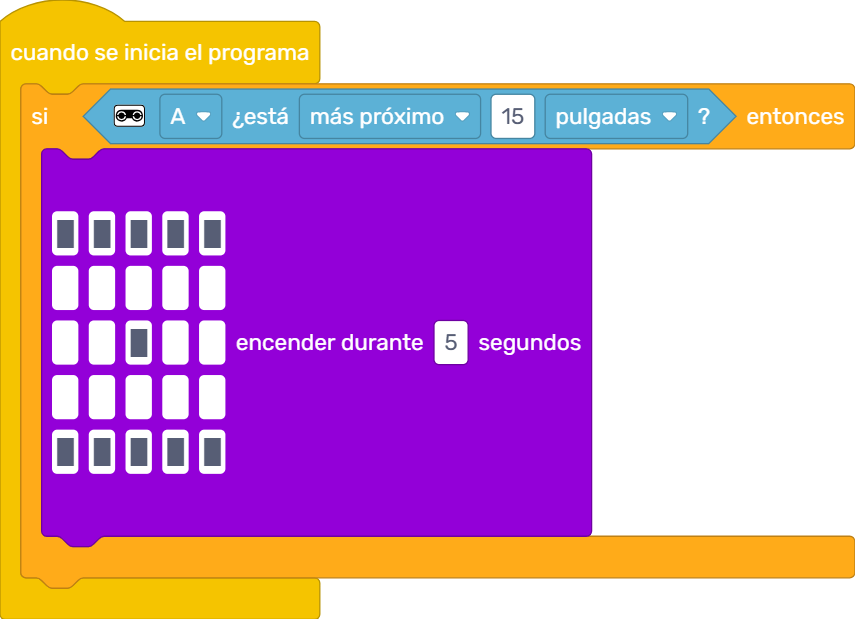 cuando se inicia el programa
si A ¿está más próximo 15 pulgadas ? entonces
encender durante 5 segundos